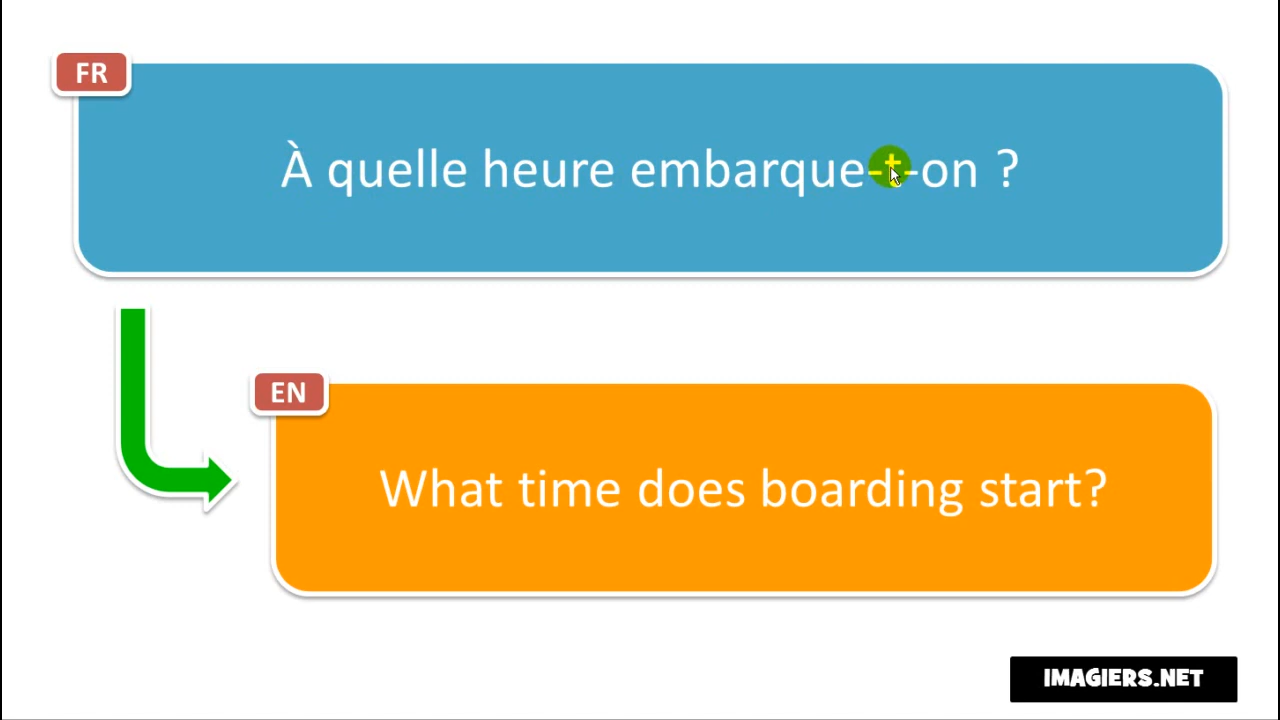 FR
À quelle heure embarque-t-on ?
EN
What time does boarding start?
IMAGIERS.NET